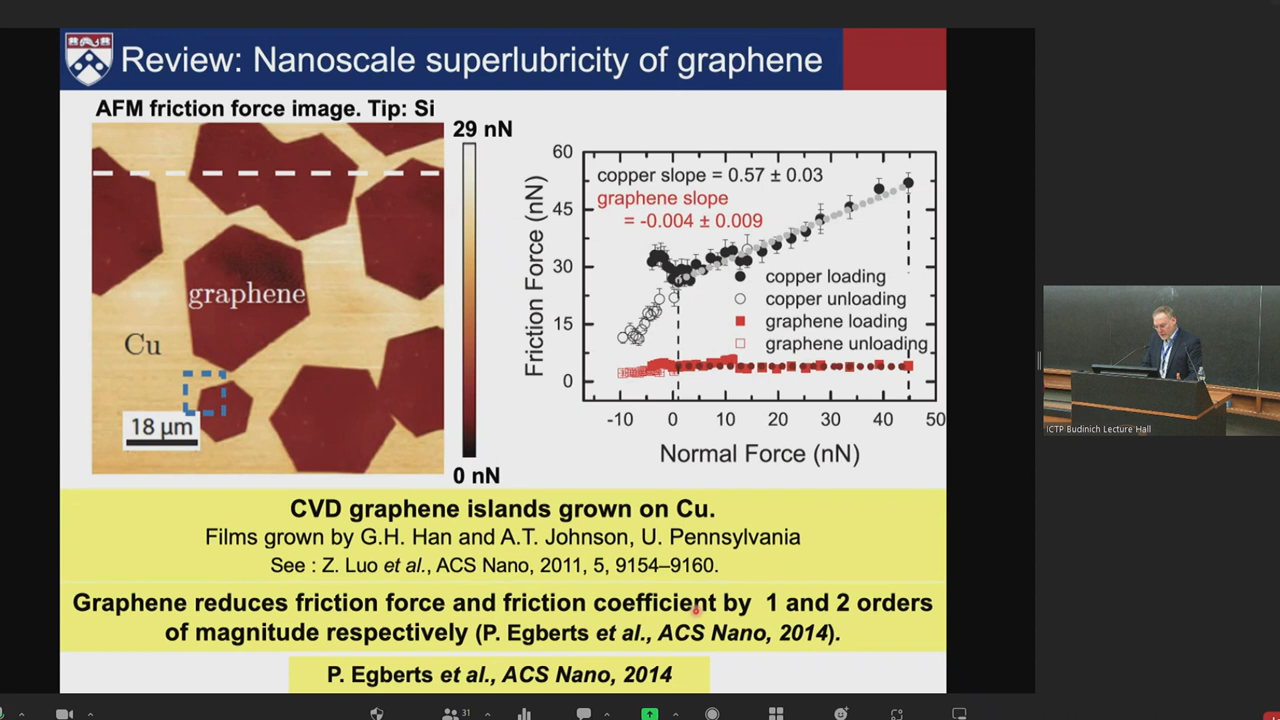 Review: Nanoscale superlubricity of graphene
AFM friction force image. Tip: Si
29 nN
graphene
Cu
18 µm
0 nN
60
45
30
15
0
Friction Force (nN)
copper slope = 0.57 ± 0.03
graphene slope
= -0.004 ± 0.009
copper loading
copper unloading
graphene loading
graphene unloading
-10
0
10
20
30
40
50
Normal Force (nN)
CVD graphene islands grown on Cu.
Films grown by G.H. Han and A.T. Johnson, U. Pennsylvania
See : Z. Luo et al., ACS Nano, 2011, 5, 9154–9160.
Graphene reduces friction force and friction coefficient by 1 and 2 orders
of magnitude respectively (P. Egberts et al., ACS Nano, 2014).
P. Egberts et al., ACS Nano, 2014
ICTP Budinich Lecture Hall
31